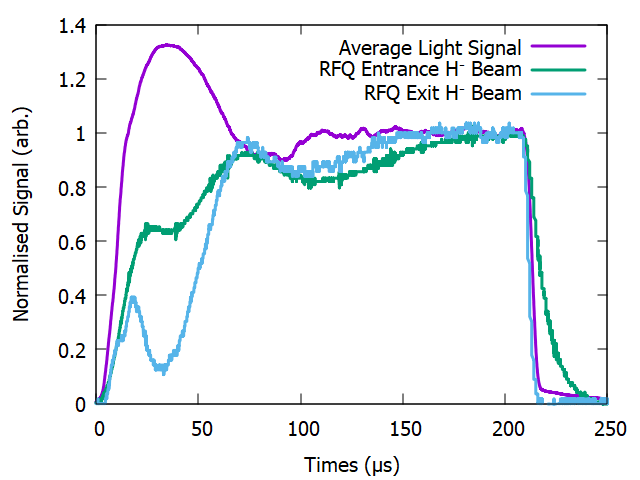 1.4
1.2
1
0.8
0.6
0.4
0.2
0
0
50
100
150
200
250
Normalised Signal (arb.)
Times (µs)
Average Light Signal
RFQ Entrance H⁻ Beam
RFQ Exit H⁻ Beam